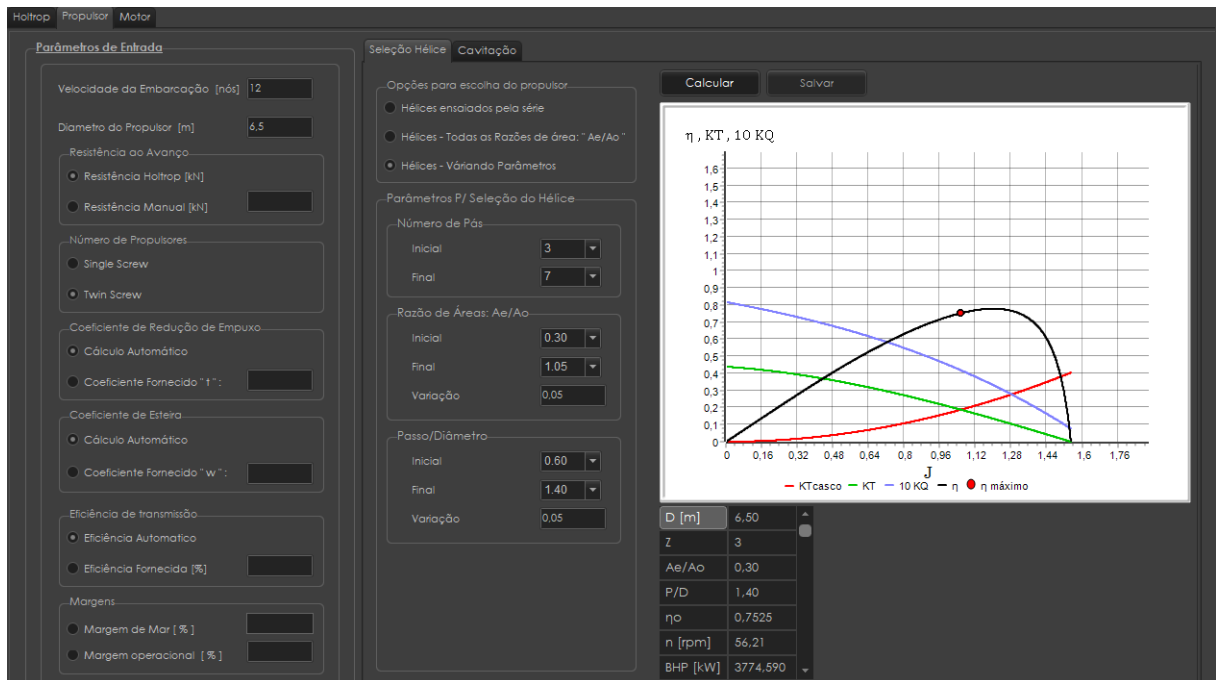 Holtrop Propulsor Motor
Parâmetros de Entrada
Velocidade da Embarcação [nós] 12
Diametro do Propulsor [m] 6,5
Resistência ao Avanço
Resistência Holtrop [kN]
Resistência Manual [kN]
Número de Propulsores
Single Screw
Twin Screw
Coeficiente de Redução de Empuxo
Cálculo Automático
Coeficiente Fornecido " t " :
Coeficiente de Esteira
Cálculo Automático
Coeficiente Fornecido " w " :
Eficiência de transmissão
Eficiência Automatico
Eficiência Fornecida [%]
Margens
Margem de Mar [ % ]
Margem operacional [ % ]
Seleção Hélice Cavitação
Opções para escolha do propulsor
Hélices ensaiados pela série
Hélices - Todas as Razões de área: " Ae/Ao "
Hélices - Váriando Parâmetros
Parâmetros P/ Seleção do Hélice
Número de Pás
Inicial 3
Final 7
Razão de Áreas: Ae/Ao
Inicial 0.30
Final 1.05
Variação 0,05
Passo/Diâmetro
Inicial 0.60
Final 1.40
Variação 0,05
Calcular Salvar
η , KT , 10 KQ
1,6
1,5
1,4
1,3
1,2
1,1
1
0,9
0,8
0,7
0,6
0,5
0,4
0,3
0,2
0,1
0
0 0,16 0,32 0,48 0,64 0,8 0,96 1,12 1,28 1,44 1,6 1,76
J
KTcasco KT 10 KQ η η máximo
D [m] 6,50
Z 3
Ae/Ao 0,30
P/D 1,40
ηo 0,7525
n [rpm] 56,21
BHP [kW] 3774,590